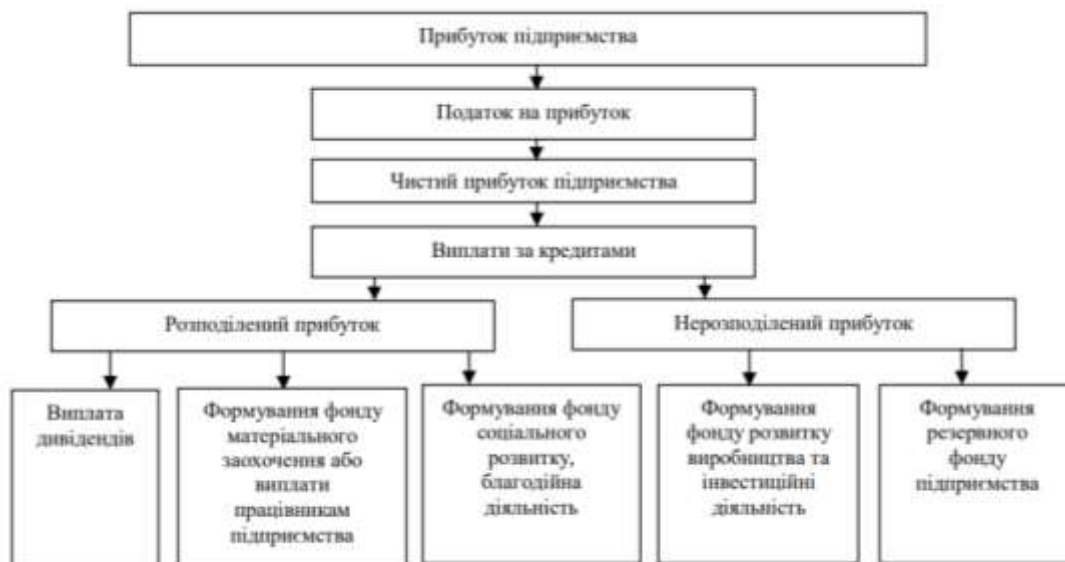 Прибуток підприємства
Податок на прибуток
Чистий прибуток підприємства
Виплати за кредитами
Розподілений прибуток
Нерозподілений прибуток
Виплата
дивідендів
Формування фонду
матеріального
заохочення або
виплати
працівникам
підприємства
Формування фонду
соціального
розвитку,
благодійна
діяльність
Формування
фонду розвитку
виробництва та
інвестиційні
діяльність
Формування
резервного
фонду
підприємства